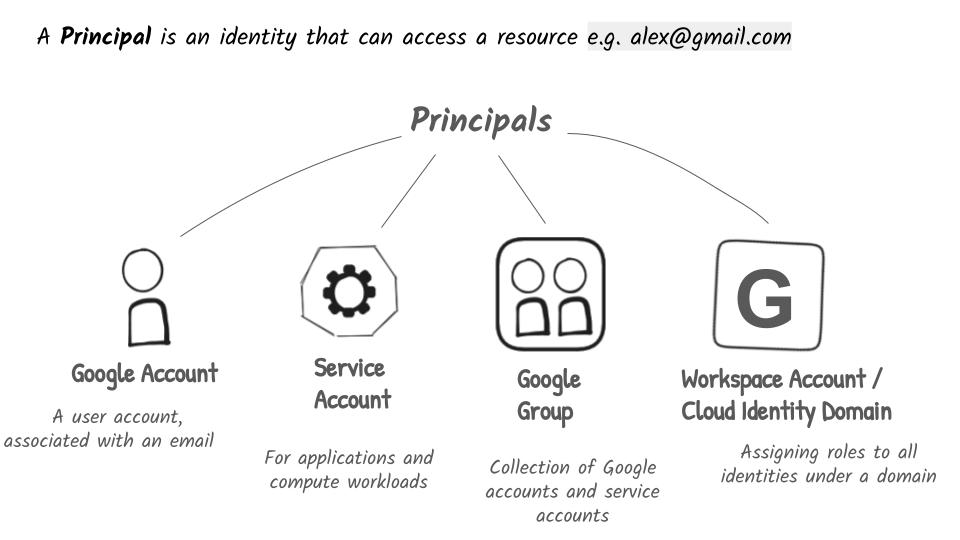 A Principal is an identity that can access a resource e.g. alex@gmail.com
Principals
G
Google Account
A user account,
associated with an email
Service
Account
For applications and
compute workloads
Google
Group
Collection of Google
accounts and service
accounts
Workspace Account /
Cloud Identity Domain
Assigning roles to all
identities under a domain